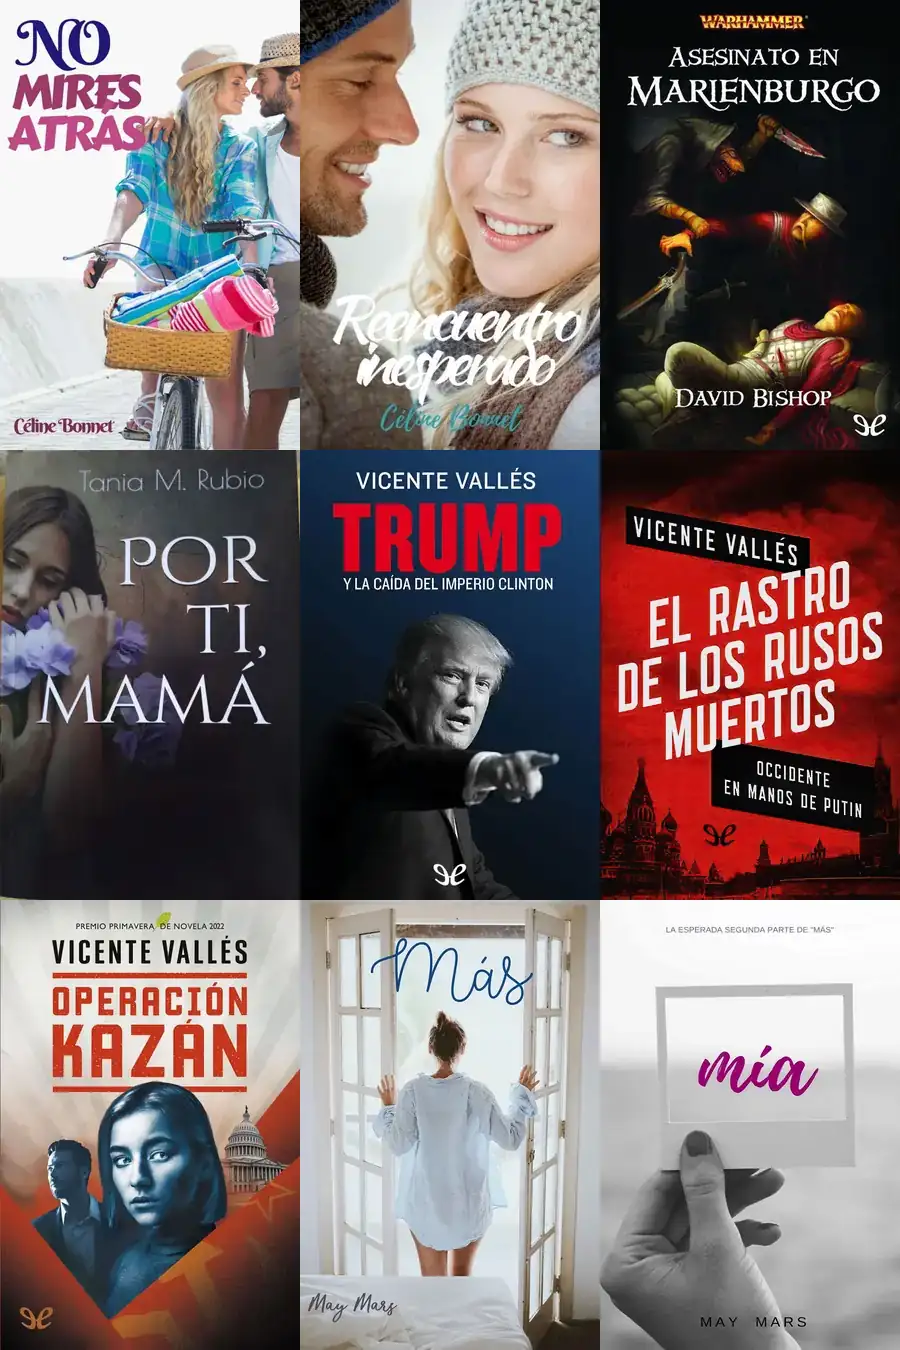 NO
MIRES
ATRÁS
Céline Bonnet
Reencuentro
inesperado
Céline Bonnet
WARHAMMER
ASESINATO EN
MARIENBURGO
DAVID BISHOP
Tania M. Rubio
POR
TI,
MAMÁ
VICENTE VALLÉS
TRUMP
Y LA CAÍDA DEL IMPERIO CLINTON
VICENTE VALLÉS
EL RASTRO
DE LOS RUSOS
MUERTOS
OCCIDENTE
EN MANOS DE PUTIN
PREMIO PRIMAVERA DE NOVELA 2022
VICENTE VALLÉS
OPERACIÓN
KAZÁN
Más
May Mars
LA ESPERADA SEGUNDA PARTE DE "MÁS"
mía
MAY MARS